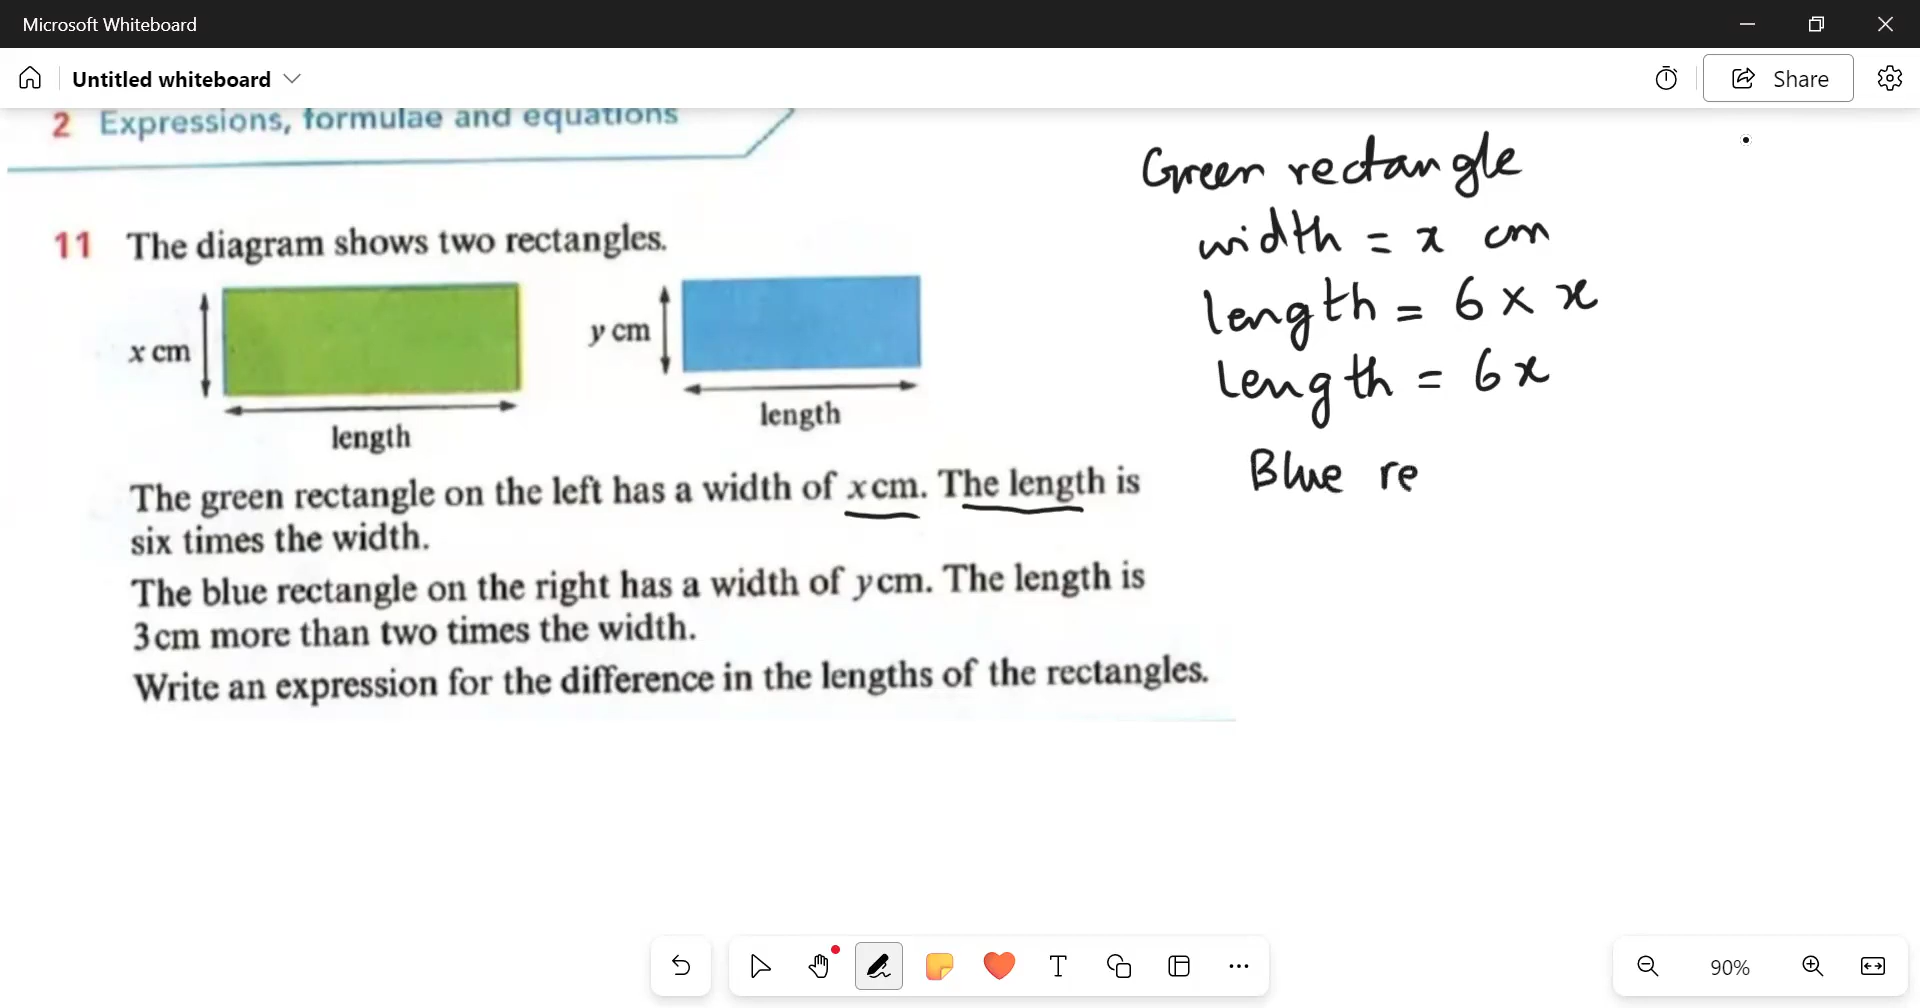 Microsoft Whiteboard
Untitled whiteboard
Share
2 Expressions, formulae and equations
11 The diagram shows two rectangles.
x cm
length
y cm
length
The green rectangle on the left has a width of x cm. The length is
six times the width.
The blue rectangle on the right has a width of y cm. The length is
3 cm more than two times the width.
Write an expression for the difference in the lengths of the rectangles.
Green rectangle
width = x cm
length = 6 × x
length = 6x
Blue re
T
90%